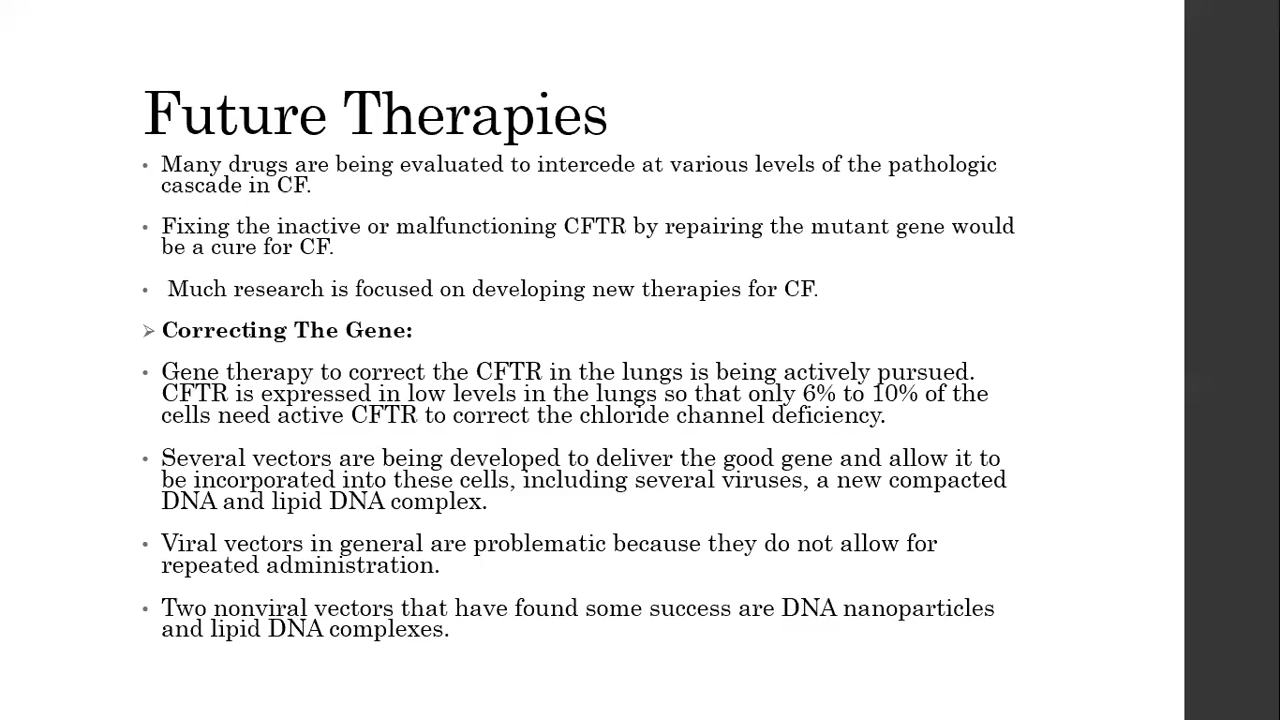 Future Therapies
• Many drugs are being evaluated to intercede at various levels of the pathologic
cascade in CF.
• Fixing the inactive or malfunctioning CFTR by repairing the mutant gene would
be a cure for CF.
• Much research is focused on developing new therapies for CF.
➢ Correcting The Gene:
• Gene therapy to correct the CFTR in the lungs is being actively pursued.
CFTR is expressed in low levels in the lungs so that only 6% to 10% of the
cells need active CFTR to correct the chloride channel deficiency.
• Several vectors are being developed to deliver the good gene and allow it to
be incorporated into these cells, including several viruses, a new compacted
DNA and lipid DNA complex.
• Viral vectors in general are problematic because they do not allow for
repeated administration.
• Two nonviral vectors that have found some success are DNA nanoparticles
and lipid DNA complexes.